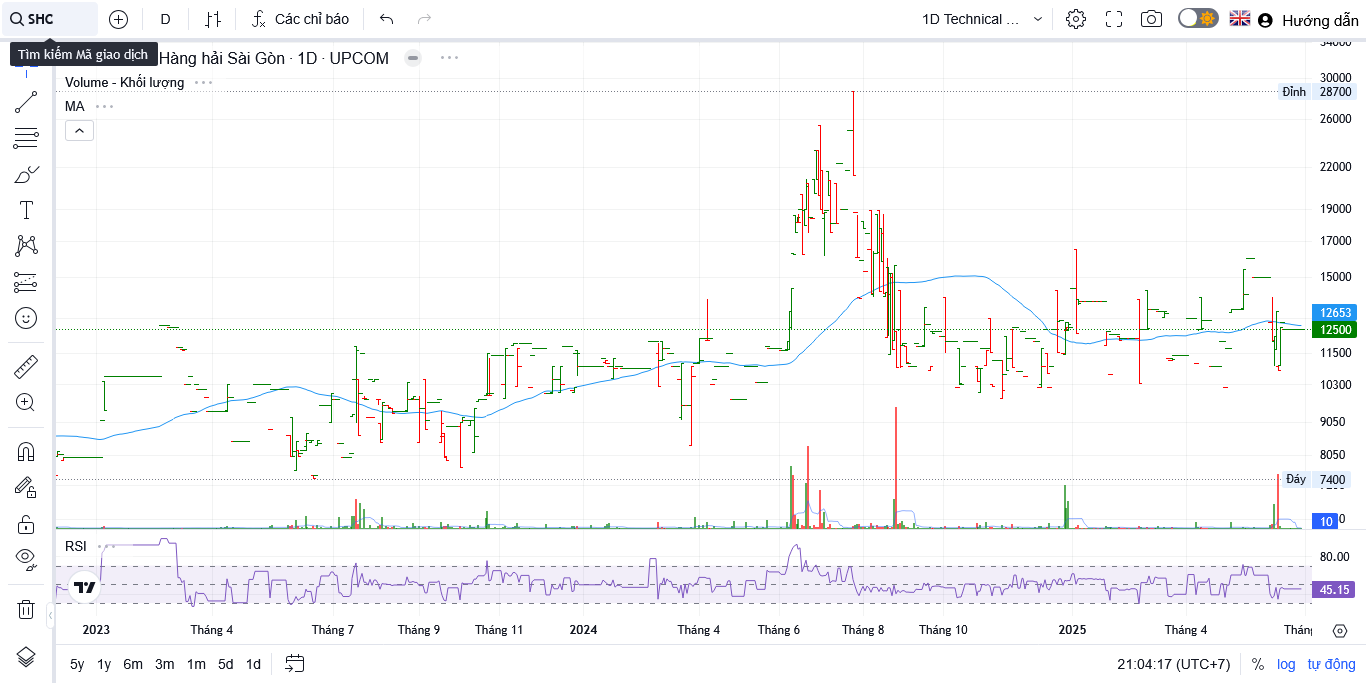 SHC
D
Các chỉ báo
1D Technical ...
Hướng dẫn
Tìm kiếm Mã giao dịch
Hàng hải Sài Gòn · 1D · UPCOM
Volume - Khối lượng
MA
34000
30000
Đỉnh 28700
26000
22000
19000
17000
15000
12653
12500
11500
10300
9050
8050
Đáy 7400
10
RSI
80.00
45.15
2023
Tháng 4
Tháng 7
Tháng 9
Tháng 11
2024
Tháng 4
Tháng 6
Tháng 8
Tháng 10
2025
Tháng 4
5y 1y 6m 3m 1m 5d 1d
21:04:17 (UTC+7)
% log tự động